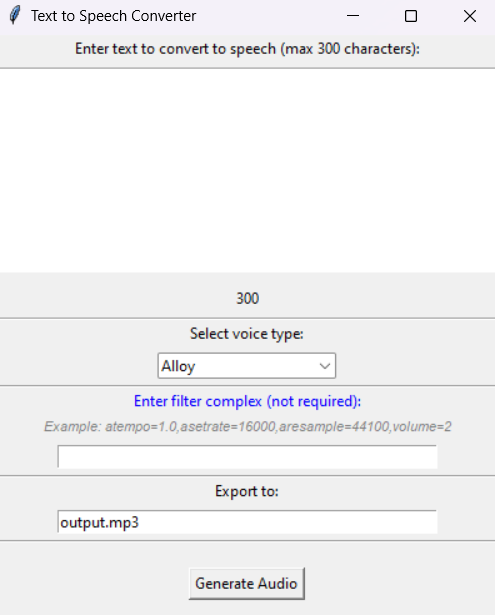 Text to Speech Converter
Enter text to convert to speech (max 300 characters):
300
Select voice type:
Alloy
Enter filter complex (not required):
Example: atempo=1.0,asetrate=16000,aresample=44100,volume=2
Export to:
output.mp3
Generate Audio